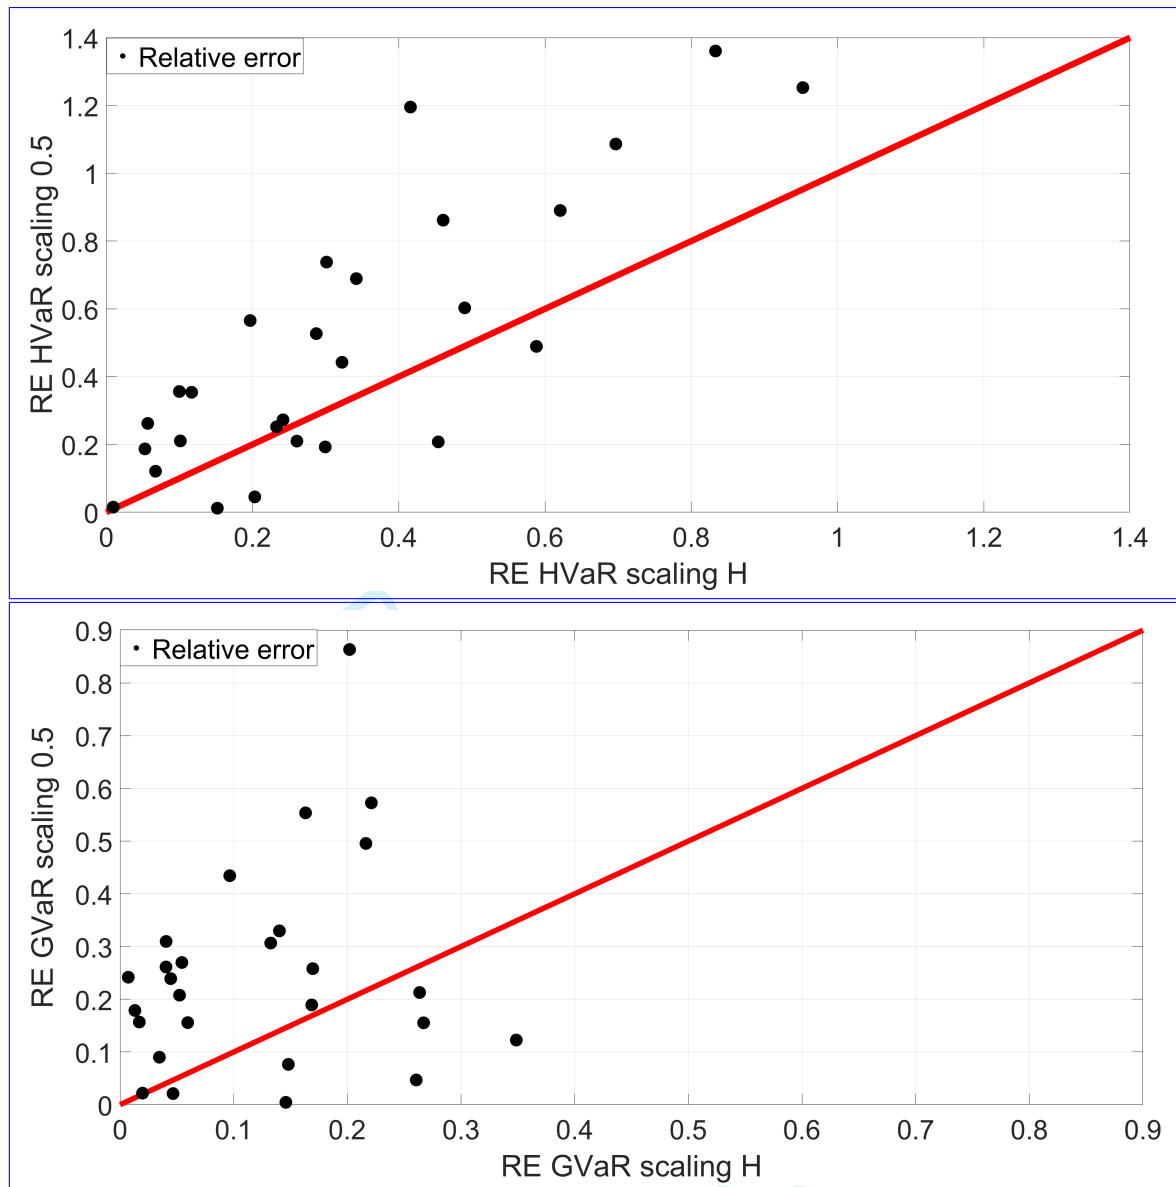 1.4
1.2
1
0.8
0.6
0.4
0.2
0
Relative error
RE HVaR scaling 0.5
0 0.2 0.4 0.6 0.8 1 1.2 1.4
RE HVaR scaling H
0.9
0.8
0.7
0.6
0.5
0.4
0.3
0.2
0.1
0
Relative error
RE GVaR scaling 0.5
0 0.1 0.2 0.3 0.4 0.5 0.6 0.7 0.8 0.9
RE GVaR scaling H